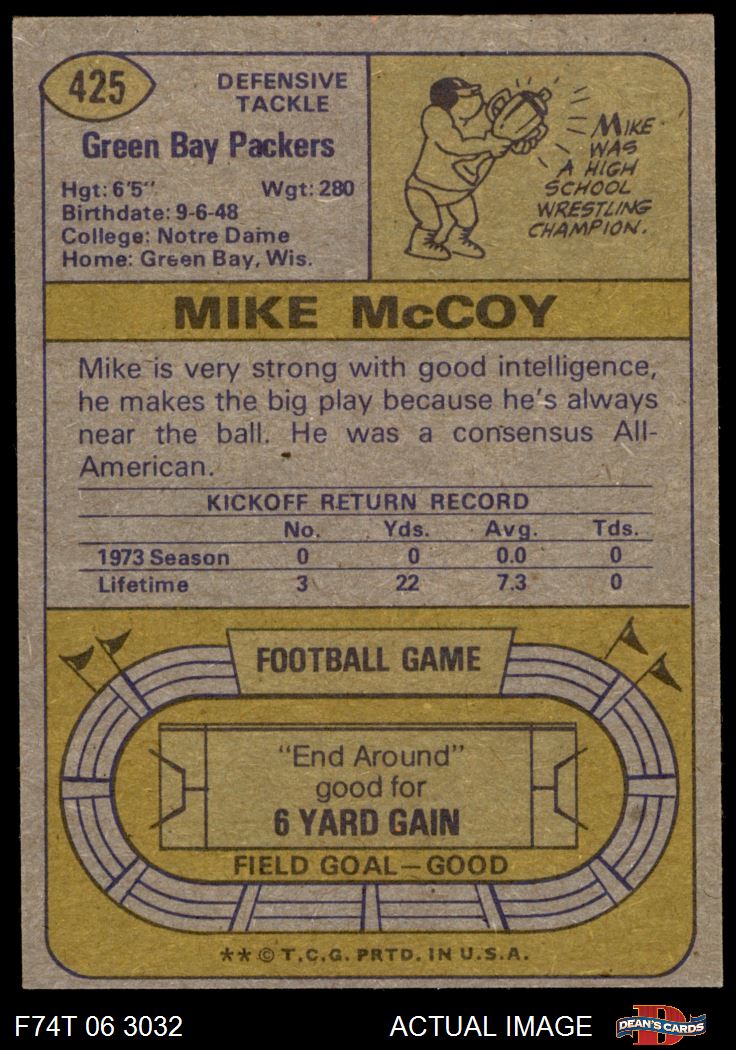 425
DEFENSIVE
TACKLE
Green Bay Packers
Hgt: 6'5" Wgt: 280
Birthdate: 9-6-48
College: Notre Dame
Home: Green Bay, Wis.
MIKE
WAS
A HIGH
SCHOOL
WRESTLING
CHAMPION.
MIKE McCOY
Mike is very strong with good intelligence,
he makes the big play because he's always
near the ball. He was a consensus All-
American.
KICKOFF RETURN RECORD
No. Yds. Avg. Tds.
1973 Season 0 0 0.0 0
Lifetime 3 22 7.3 0
FOOTBALL GAME
"End Around"
good for
6 YARD GAIN
FIELD GOAL—GOOD
** © T.C.G. PRTD. IN U.S.A.
F74T 06 3032 ACTUAL IMAGE
D
DEAN'S CARDS